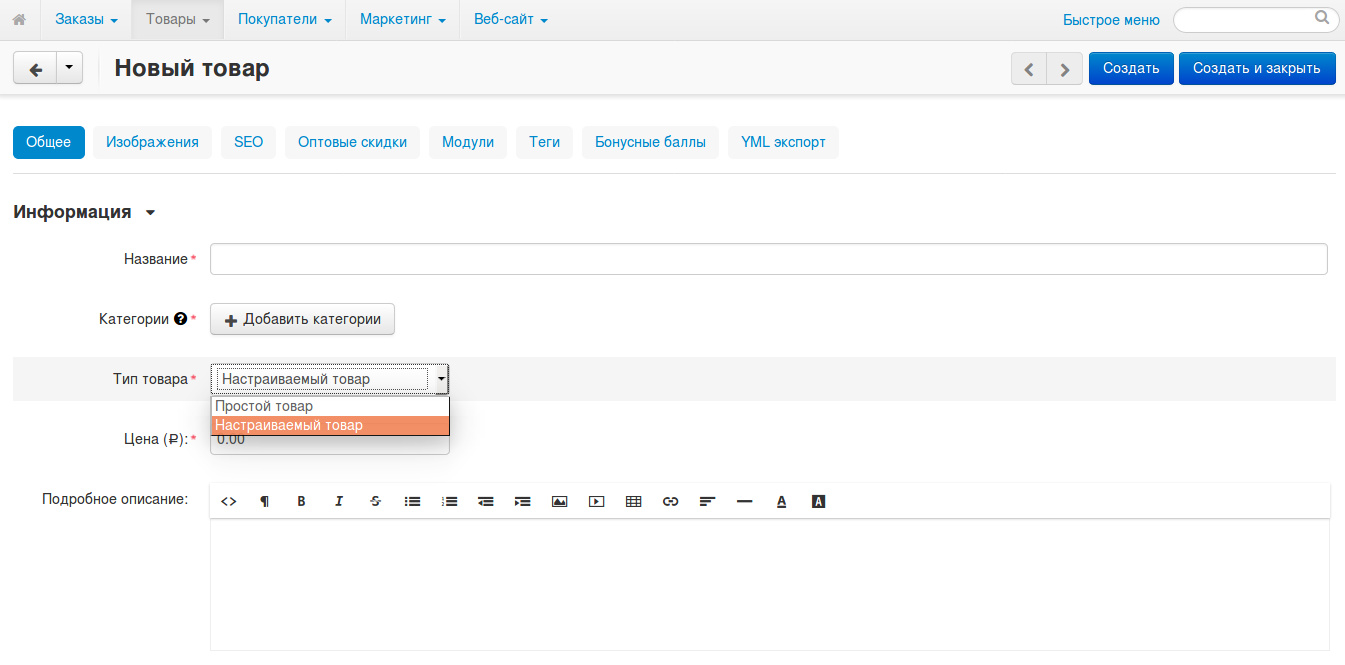 Заказы Товары Покупатели Маркетинг Веб-сайт Быстрое меню
Новый товар Создать Создать и закрыть
Общее Изображения SEO Оптовые скидки Модули Теги Бонусные баллы YML экспорт
Информация
Название*
Категории ? * Добавить категории
Тип товара* Настраиваемый товар
Простой товар
Настраиваемый товар
Цена (₽):* 0.00
Подробное описание: